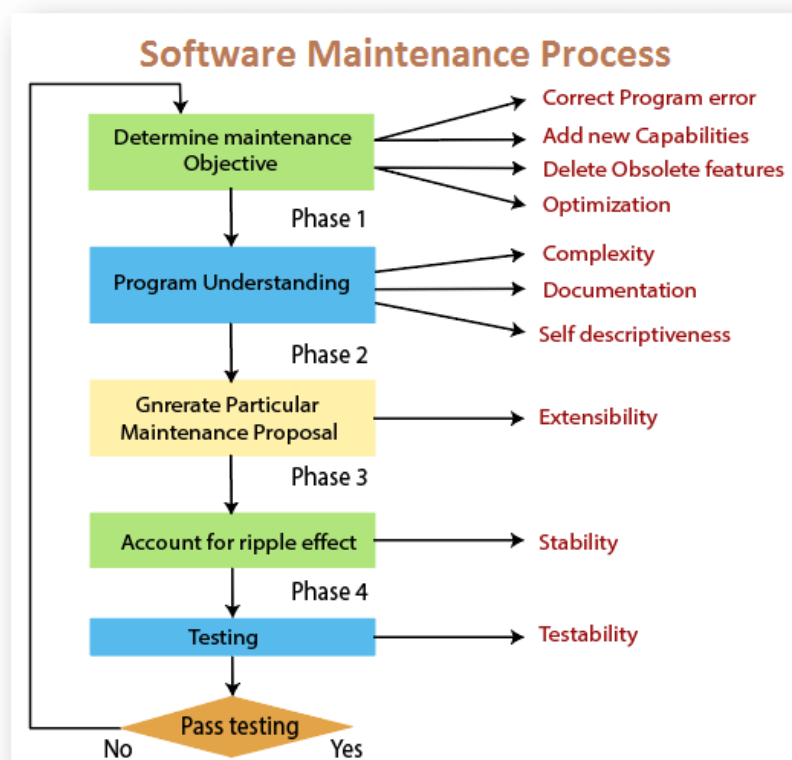 Software Maintenance Process
Determine maintenance
Objective
Correct Program error
Add new Capabilities
Delete Obsolete features
Optimization
Phase 1
Program Understanding
Complexity
Documentation
Self descriptiveness
Phase 2
Gnrerate Particular
Maintenance Proposal
Extensibility
Phase 3
Account for ripple effect
Stability
Phase 4
Testing
Testability
Pass testing
No
Yes